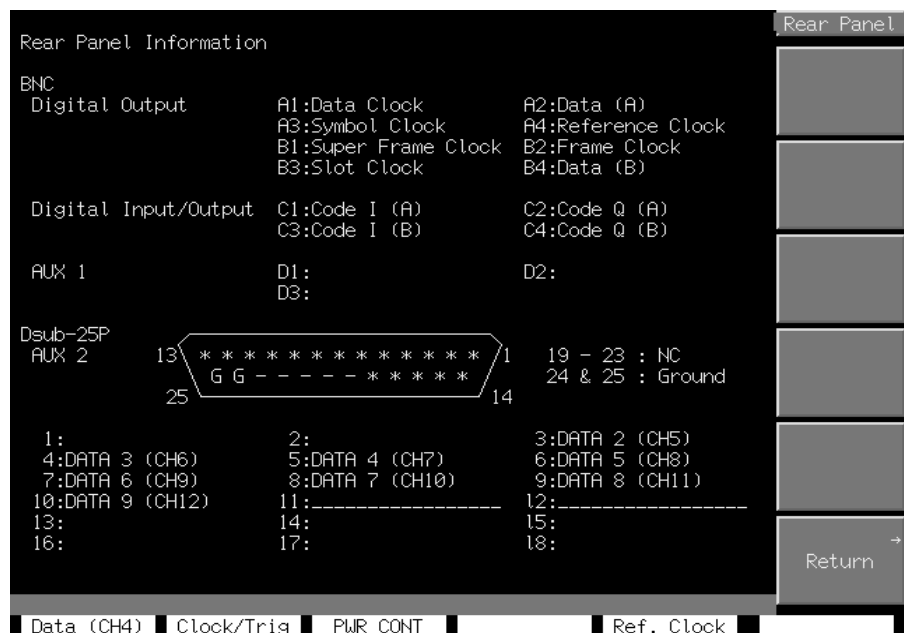 Rear Panel
Rear Panel Information
BNC
Digital Output A1:Data Clock A2:Data (A)
A3:Symbol Clock A4:Reference Clock
B1:Super Frame Clock B2:Frame Clock
B3:Slot Clock B4:Data (B)
Digital Input/Output C1:Code I (A) C2:Code Q (A)
C3:Code I (B) C4:Code Q (B)
AUX 1 D1: D2:
D3:
Dsub-25P
AUX 2 13 * * * * * * * * * * * * * 1 19 - 23 : NC
G G - - - - - * * * * * 24 & 25 : Ground
25 14
1: 2: 3:DATA 2 (CH5)
4:DATA 3 (CH6) 5:DATA 4 (CH7) 6:DATA 5 (CH8)
7:DATA 6 (CH9) 8:DATA 7 (CH10) 9:DATA 8 (CH11)
10:DATA 9 (CH12) 11:_________________ 12:_________________
13: 14: 15:
16: 17: 18:
→
Return
Data (CH4) Clock/Trig PWR CONT Ref. Clock